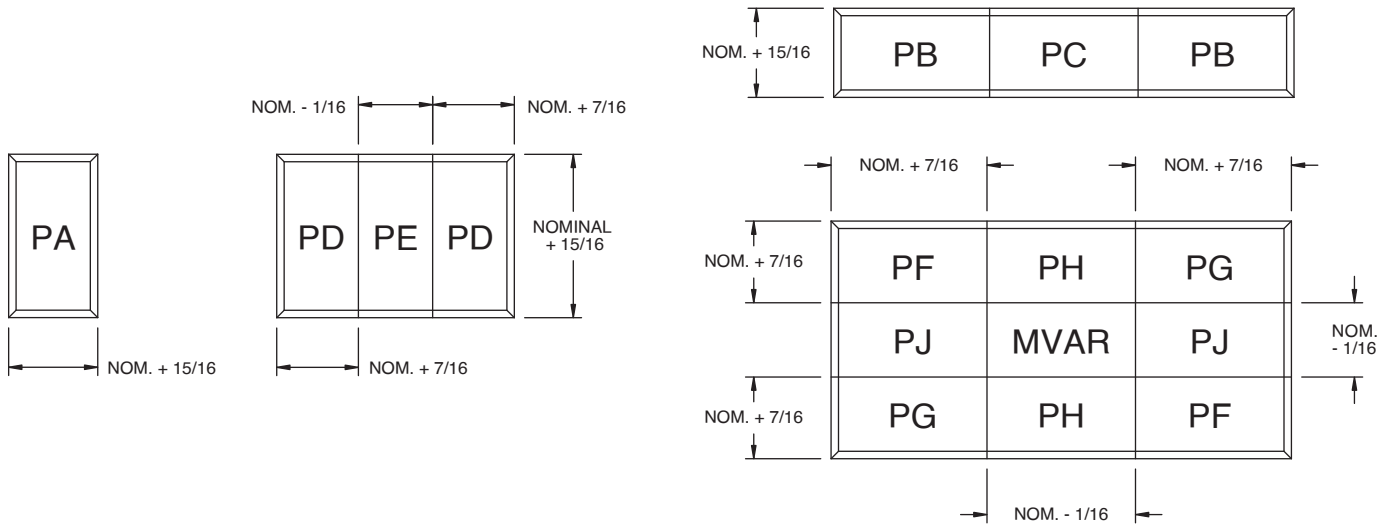 NOM. + 15/16
PB PC PB
NOM. - 1/16 NOM. + 7/16
PA
PD PE PD
NOMINAL
+ 15/16
NOM. + 15/16
NOM. + 7/16
NOM. + 7/16 NOM. + 7/16
NOM. + 7/16
PF PH PG
PJ MVAR PJ
NOM.
- 1/16
NOM. + 7/16
PG PH PF
NOM. - 1/16